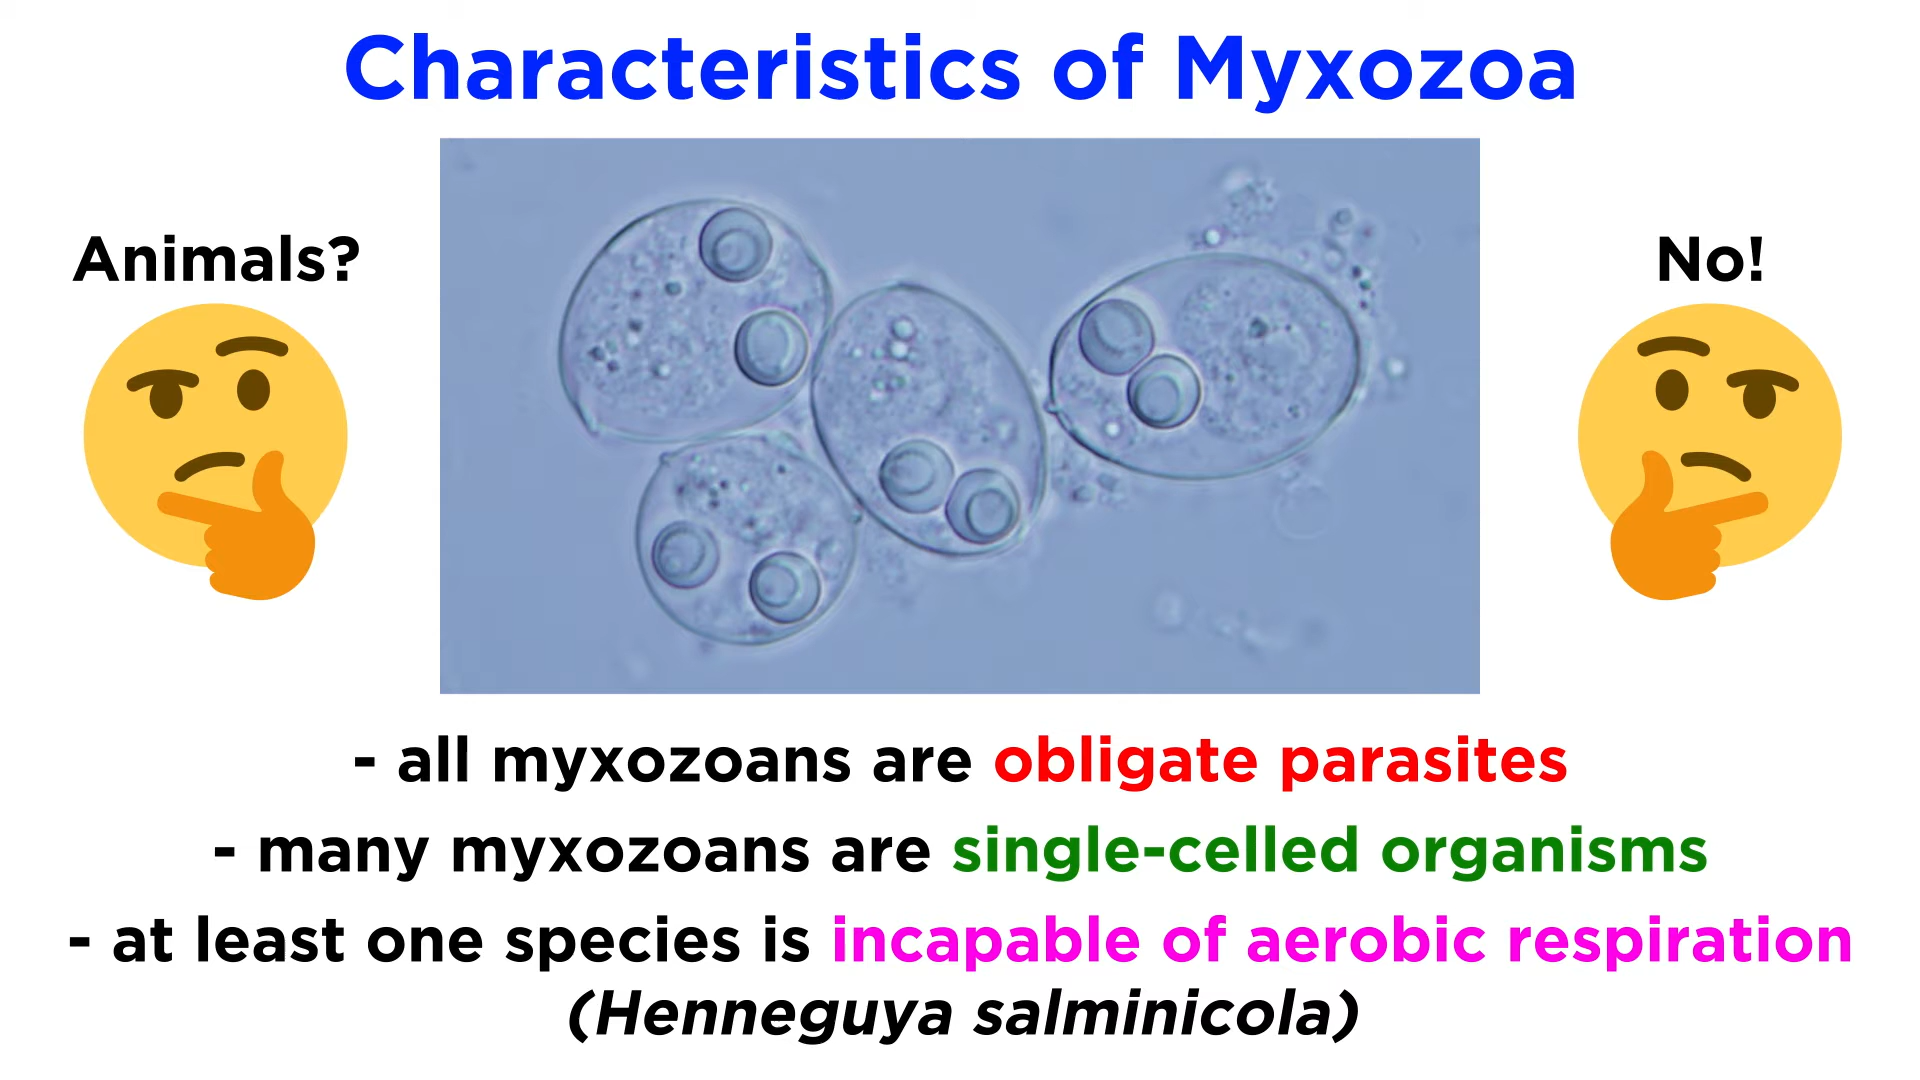 Characteristics of Myxozoa
Animals?
No!
- all myxozoans are obligate parasites
- many myxozoans are single-celled organisms
- at least one species is incapable of aerobic respiration
(Henneguya salminicola)